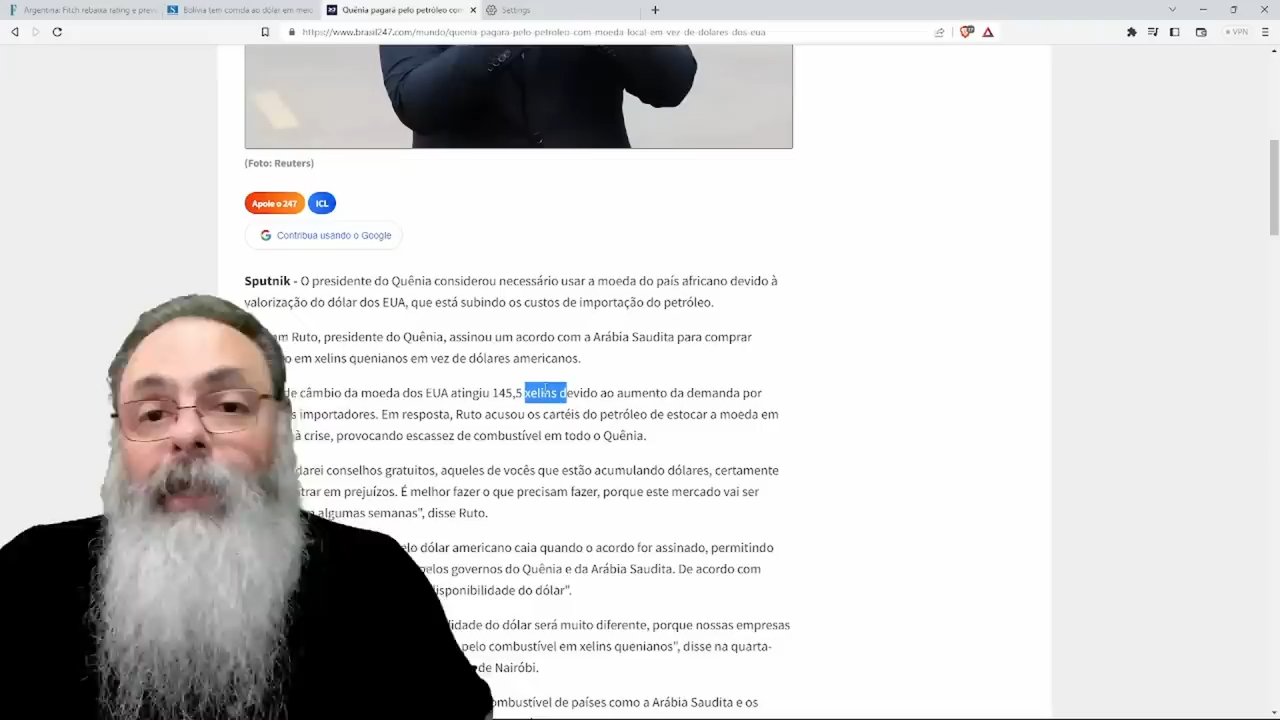 Argentina: Fitch rebaixa rating e previ
Bolívia tem corrida ao dólar em meio
Quênia pagará pelo petróleo com
Settings
https://www.brasil247.com/mundo/quenia-pagara-pelo-petroleo-com-moeda-local-em-vez-de-dolares-dos-eua
VPN
(Foto: Reuters)
Apoie o 247
ICL
Contribua usando o Google
Sputnik - O presidente do Quênia considerou necessário usar a moeda do país africano devido à
valorização do dólar dos EUA, que está subindo os custos de importação do petróleo.
Ruto, presidente do Quênia, assinou um acordo com a Arábia Saudita para comprar
em xelins quenianos em vez de dólares americanos.
de câmbio da moeda dos EUA atingiu 145,5 xelins devido ao aumento da demanda por
importadores. Em resposta, Ruto acusou os cartéis do petróleo de estocar a moeda em
à crise, provocando escassez de combustível em todo o Quênia.
darei conselhos gratuitos, aqueles de vocês que estão acumulando dólares, certamente
trar em prejuízos. É melhor fazer o que precisam fazer, porque este mercado vai ser
algumas semanas", disse Ruto.
elo dólar americano caia quando o acordo for assinado, permitindo
pelos governos do Quênia e da Arábia Saudita. De acordo com
disponibilidade do dólar".
lidade do dólar será muito diferente, porque nossas empresas
pelo combustível em xelins quenianos", disse na quarta-
de Nairóbi.
ombustível de países como a Arábia Saudita e os